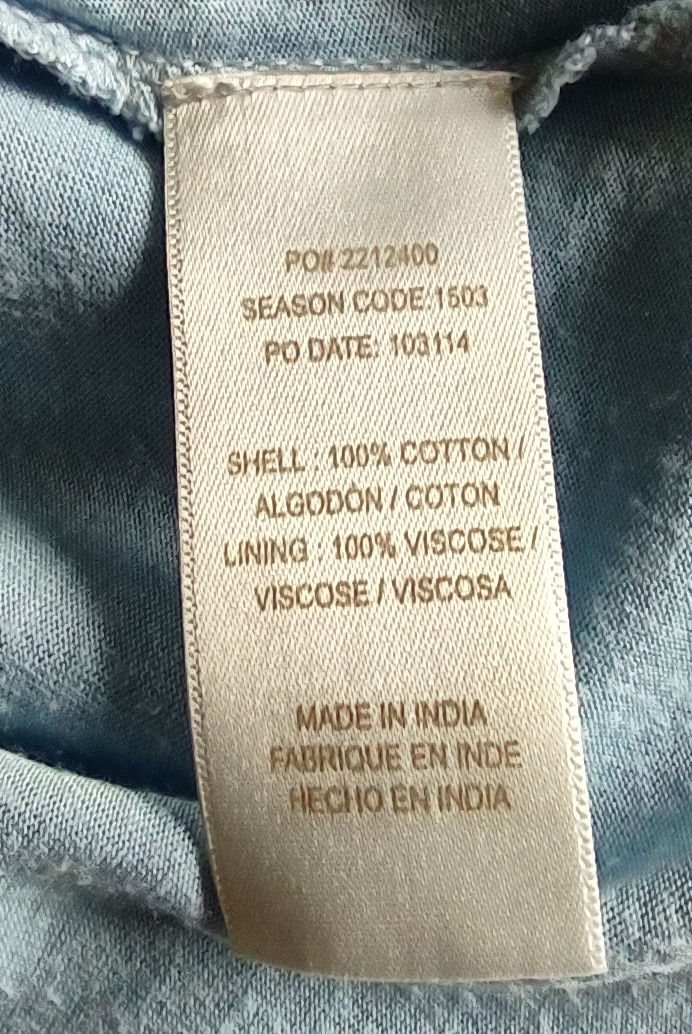 PO# 2212400
SEASON CODE:1503
PO DATE: 103114
SHELL : 100% COTTON /
ALGODÓN / COTON
LINING : 100% VISCOSE /
VISCOSE / VISCOSA
MADE IN INDIA
FABRIQUE EN INDE
HECHO EN INDIA